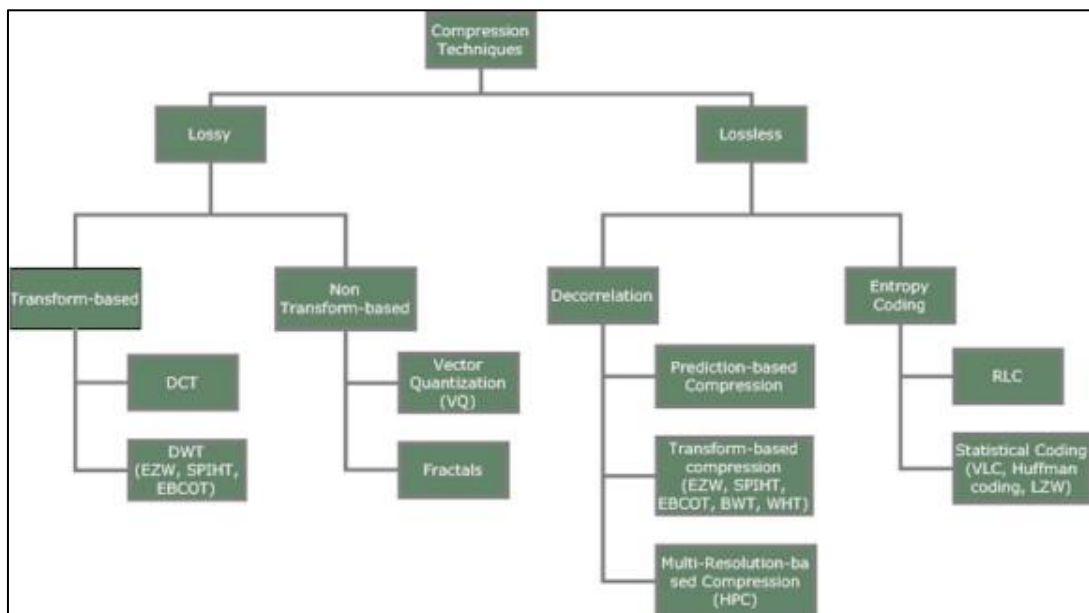 Compression
Techniques
Lossy
Lossless
Transform-based
Non
Transform-based
Decorrelation
Entropy
Coding
DCT
Vector
Quantization
(VQ)
Prediction-based
Compression
RLC
DWT
(EZW, SPIHT,
EBCOT)
Fractals
Transform-based
compression
(EZW, SPIHT,
EBCOT, BWT, WHT)
Statistical Coding
(VLC, Huffman
coding, LZW)
Multi-Resolution-ba
sed Compression
(HPC)